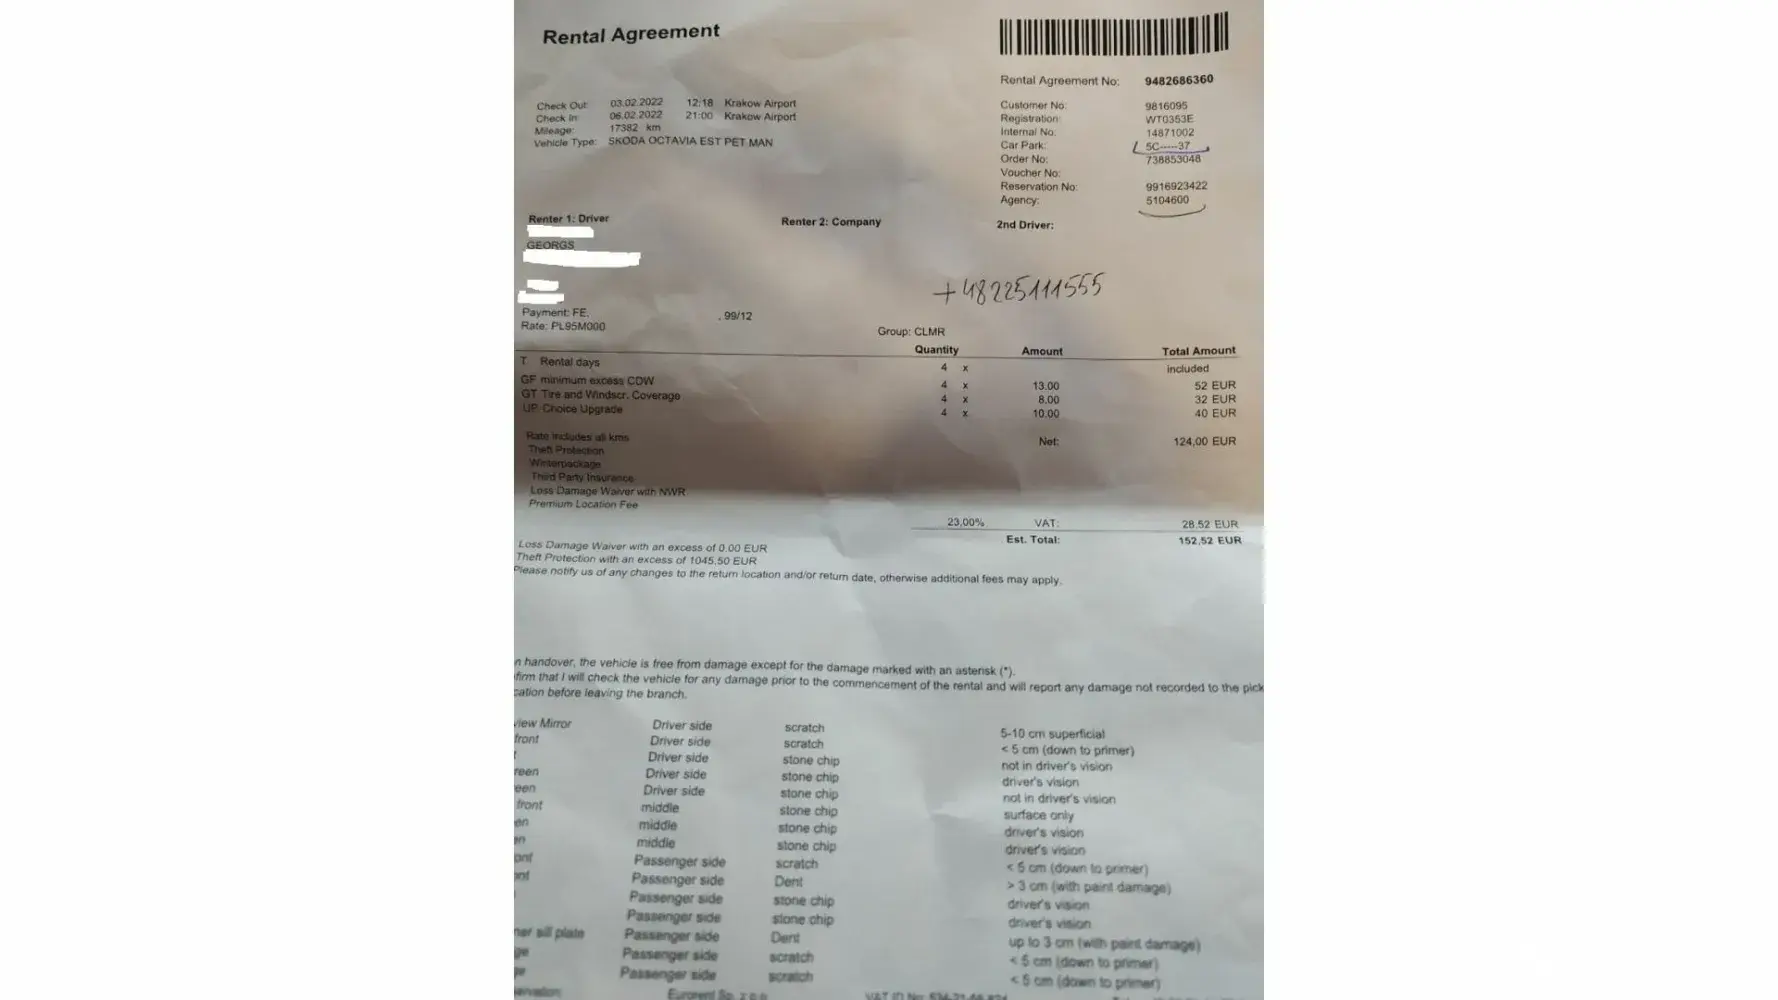 Rental Agreement
Rental Agreement No: 9482686360
Check Out: 03.02.2022 12:18 Krakow Airport
Check In: 06.02.2022 21:00 Krakow Airport
Mileage: 17382 km
Vehicle Type: SKODA OCTAVIA EST PET MAN
Customer No: 9816095
Registration: WT0353E
Internal No: 14871002
Car Park: 5C-----37
Order No: 738853048
Voucher No:
Reservation No: 9916923422
Agency: 5104600
Renter 1: Driver Renter 2: Company 2nd Driver:
GEORGS
+48225111555
Payment: FE. . 99/12
Rate: PL95M000
Group: CLMR
Quantity Amount Total Amount
T Rental days 4 x included
GF minimum excess CDW 4 x 13.00 52 EUR
GT Tire and Windscr. Coverage 4 x 8.00 32 EUR
UP Choice Upgrade 4 x 10.00 40 EUR
Rate includes all kms Net: 124,00 EUR
Theft Protection
Winterpackage
Third Party Insurance
Loss Damage Waiver with NWR
Premium Location Fee
23,00% VAT: 28,52 EUR
Est. Total: 152,52 EUR
Loss Damage Waiver with an excess of 0.00 EUR
Theft Protection with an excess of 1045,50 EUR
Please notify us of any changes to the return location and/or return date, otherwise additional fees may apply.
n handover, the vehicle is free from damage except for the damage marked with an asterisk (*).
firm that I will check the vehicle for any damage prior to the commencement of the rental and will report any damage not recorded to the pick
cation before leaving the branch.
view Mirror Driver side scratch 5-10 cm superficial
front Driver side scratch < 5 cm (down to primer)
t Driver side stone chip not in driver's vision
reen Driver side stone chip driver's vision
een Driver side stone chip not in driver's vision
front middle stone chip surface only
en middle stone chip driver's vision
en middle stone chip driver's vision
ont Passenger side scratch < 5 cm (down to primer)
ont Passenger side Dent > 3 cm (with paint damage)
Passenger side stone chip driver's vision
Passenger side stone chip driver's vision
ner sill plate Passenger side Dent up to 3 cm (with paint damage)
ge Passenger side scratch < 5 cm (down to primer)
ge Passenger side scratch < 5 cm (down to primer)
Eurorent Sp. z o.o. VAT ID No: